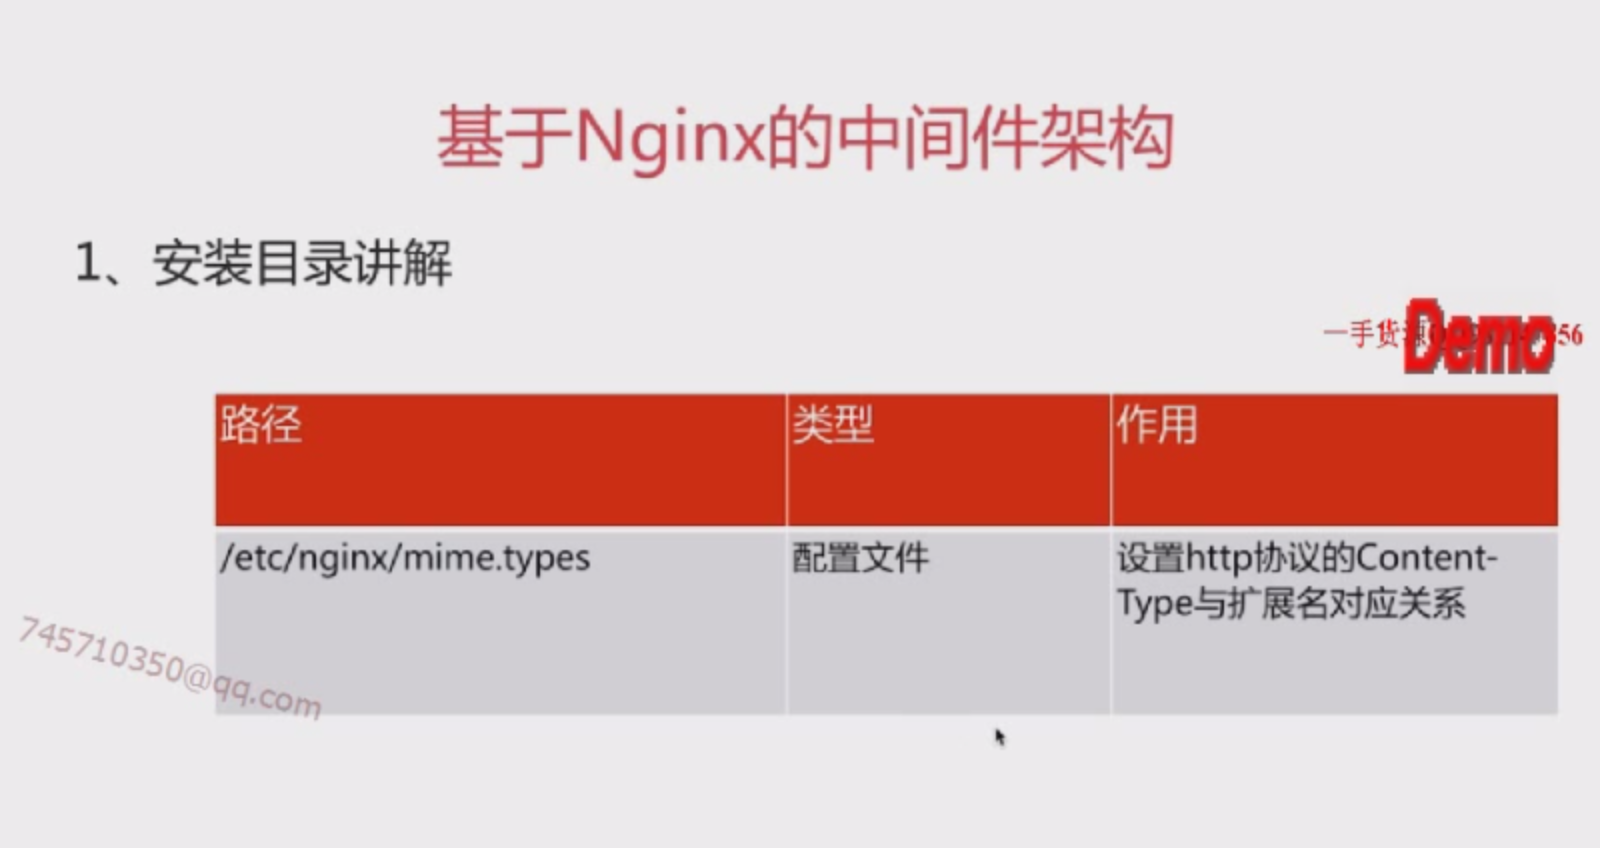 基于Nginx的中间件架构
1、安装目录讲解
一手货源
Demo
路径 类型 作用
/etc/nginx/mime.types 配置文件 设置http协议的Content-
Type与扩展名对应关系
745710350@qq.com